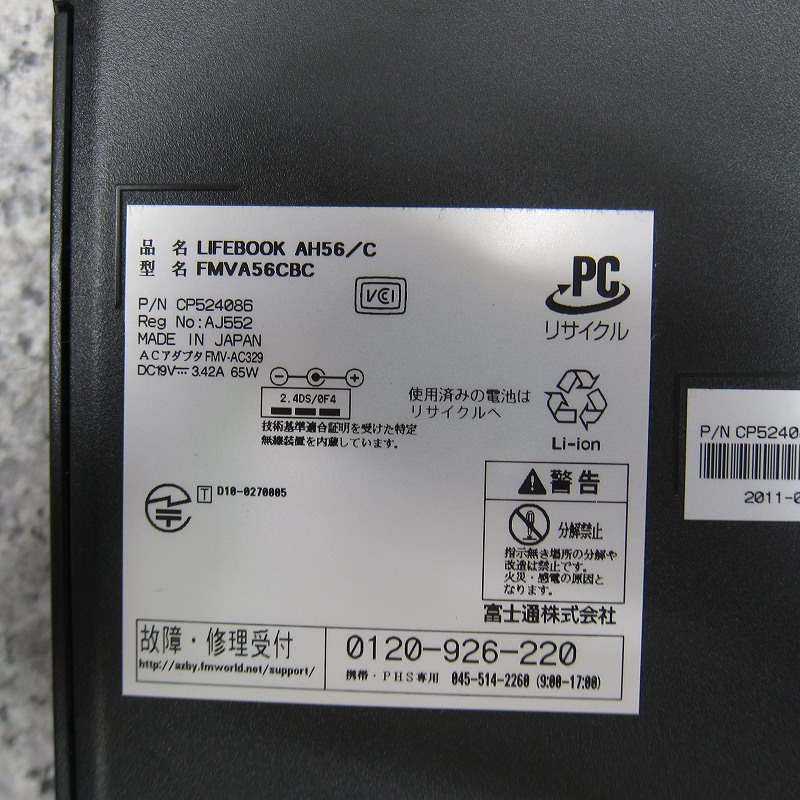 品 名 LIFEBOOK AH56/C
型 名 FMVA56CBC
P/N CP524086
Reg No:AJ552
MADE IN JAPAN
ACアダプタ FMV-AC329
DC19V⎓ 3.42A 65W
VCCI
PC
リサイクル
2.4DS/OF4
技術基準適合証明を受けた特定
無線装置を内蔵しています。
使用済みの電池は
リサイクルへ
Li-ion
T D10-0270005
警告
分解禁止
指示無き場所の分解や
改造は禁止です。
火災・感電の原因と
なります。
富士通株式会社
故障・修理受付
http://azby.fmworld.net/support/
0120-926-220
携帯・PHS専用 045-514-2260 (9:00-17:00)
P/N CP5240
2011-0